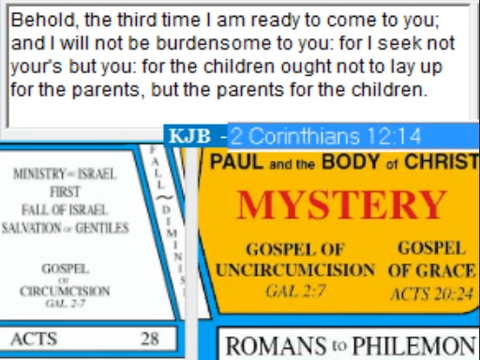 Behold, the third time I am ready to come to you;
and I will not be burdensome to you: for I seek not
your's but you: for the children ought not to lay up
for the parents, but the parents for the children.
KJB - 2 Corinthians 12:14
MINISTRY OF ISRAEL
FIRST
FALL OF ISRAEL
SALVATION OF GENTILES
GOSPEL
OF
CIRCUMCISION
GAL 2-7
ACTS 28
FALL ~ DIMINIS
PAUL and the BODY of CHRIST
MYSTERY
GOSPEL OF
UNCIRCUMCISION
GAL 2:7
GOSPEL
OF GRACE
ACTS 20:24
ROMANS to PHILEMON